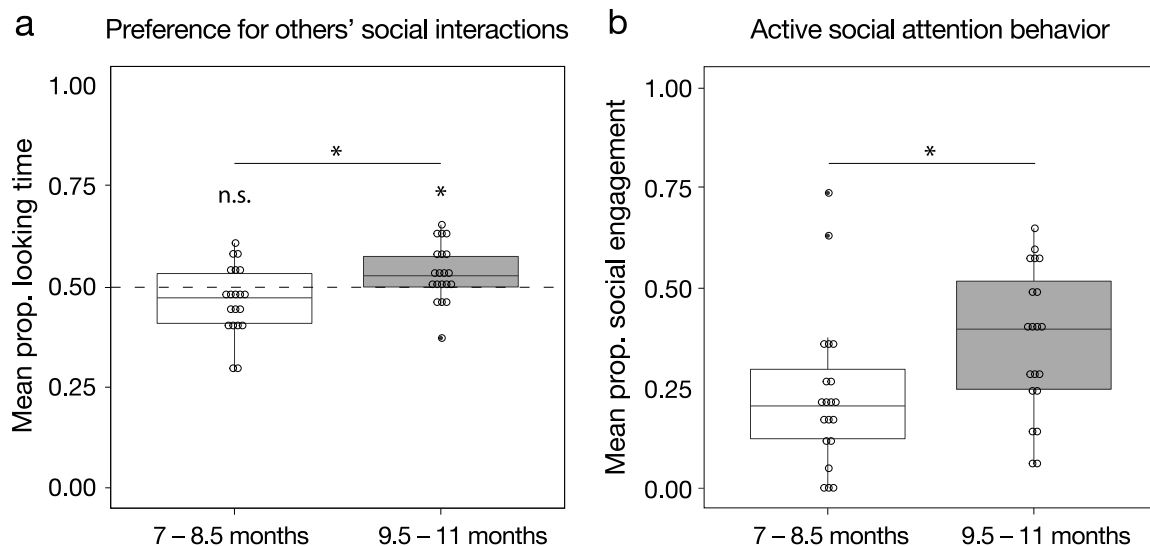 a
Preference for others' social interactions
Mean prop. looking time
1.00
0.75
0.50
0.25
0.00
*
n.s.
*
7 – 8.5 months
9.5 – 11 months
b
Active social attention behavior
Mean prop. social engagement
1.00
0.75
0.50
0.25
0.00
*
7 – 8.5 months
9.5 – 11 months